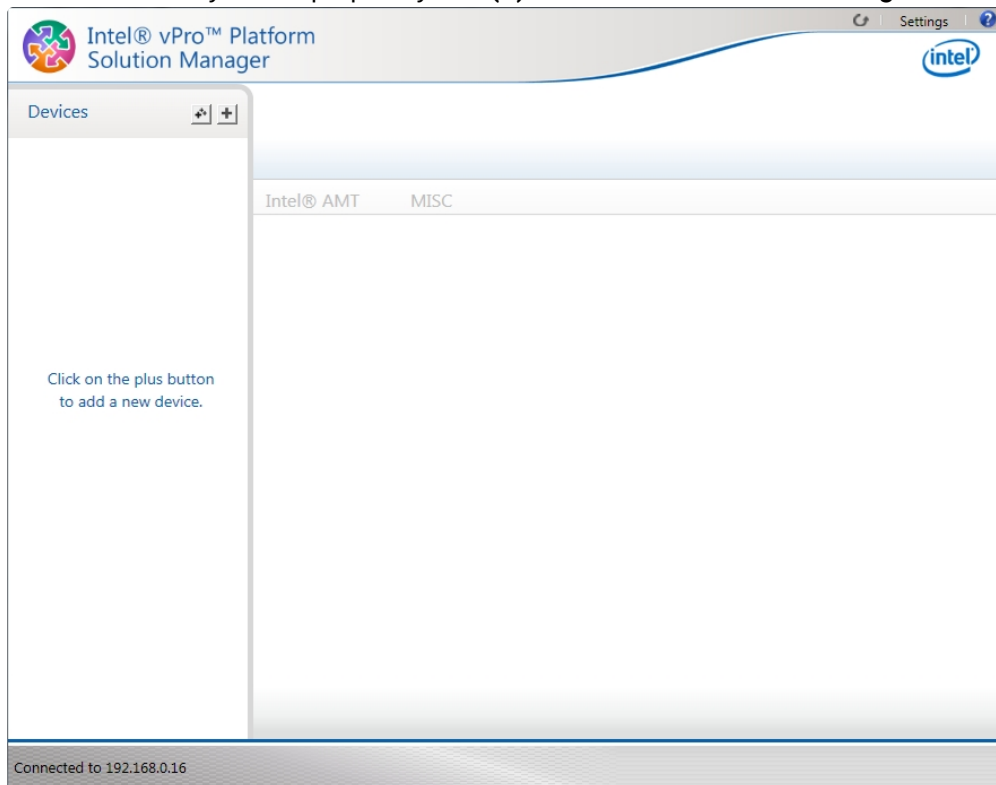 Settings
Intel® vPro™ Platform
Solution Manager
intel
Devices
Intel® AMT MISC
Click on the plus button
to add a new device.
Connected to 192.168.0.16